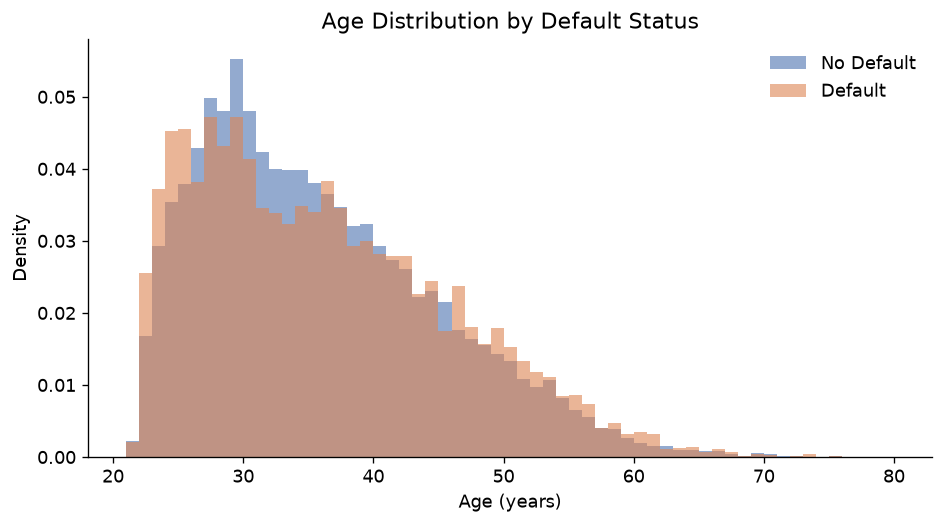 Age Distribution by Default Status
No Default
Default
Density
0.05
0.04
0.03
0.02
0.01
0.00
20 30 40 50 60 70 80
Age (years)